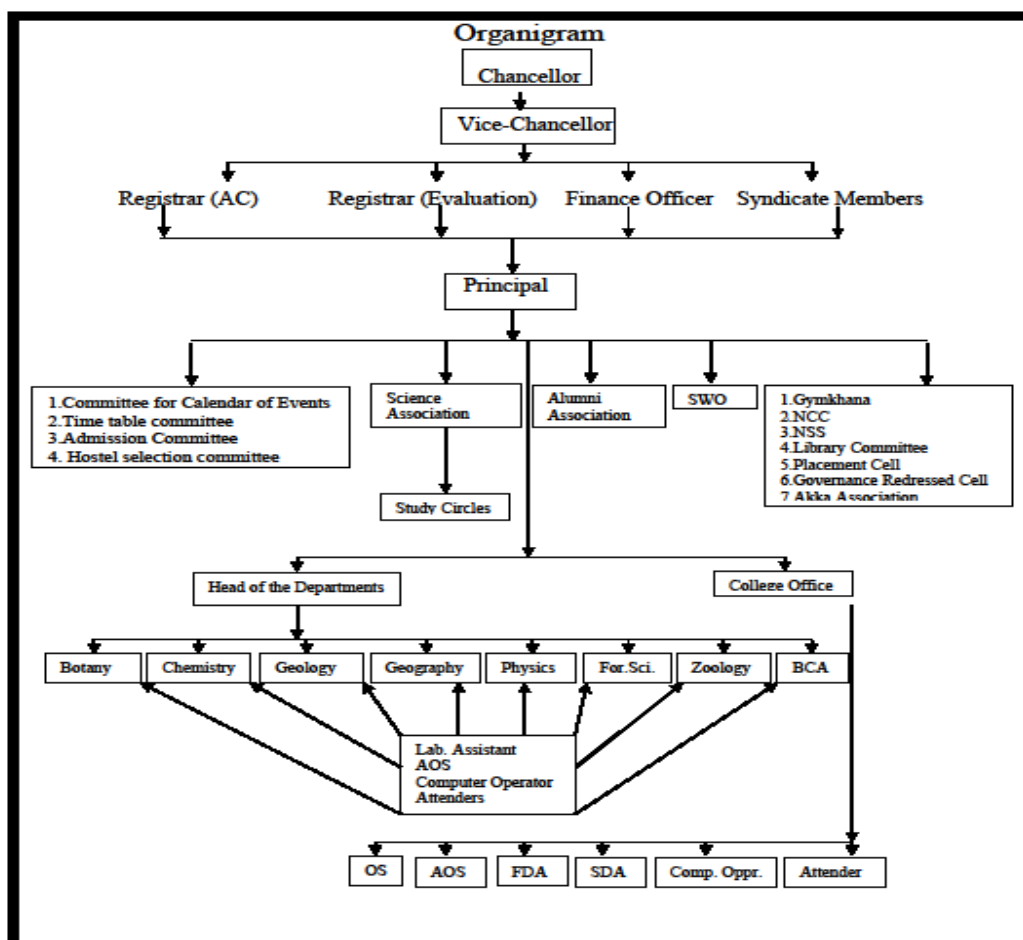 Organigram
Chancellor
Vice-Chancellor
Registrar (AC)
Registrar (Evaluation)
Finance Officer
Syndicate Members
Principal
1.Committee for Calendar of Events
2.Time table committee
3.Admission Committee
4. Hostel selection committee
Science
Association
Alumni
Association
SWO
1.Gymkhana
2.NCC
3.NSS
4.Library Committee
5.Placement Cell
6.Governance Redressed Cell
7 Akka Association
Study Circles
Head of the Departments
College Office
Botany
Chemistry
Geology
Geography
Physics
For.Sci.
Zoology
BCA
Lab. Assistant
AOS
Computer Operator
Attenders
OS
AOS
FDA
SDA
Comp. Oppr.
Attender